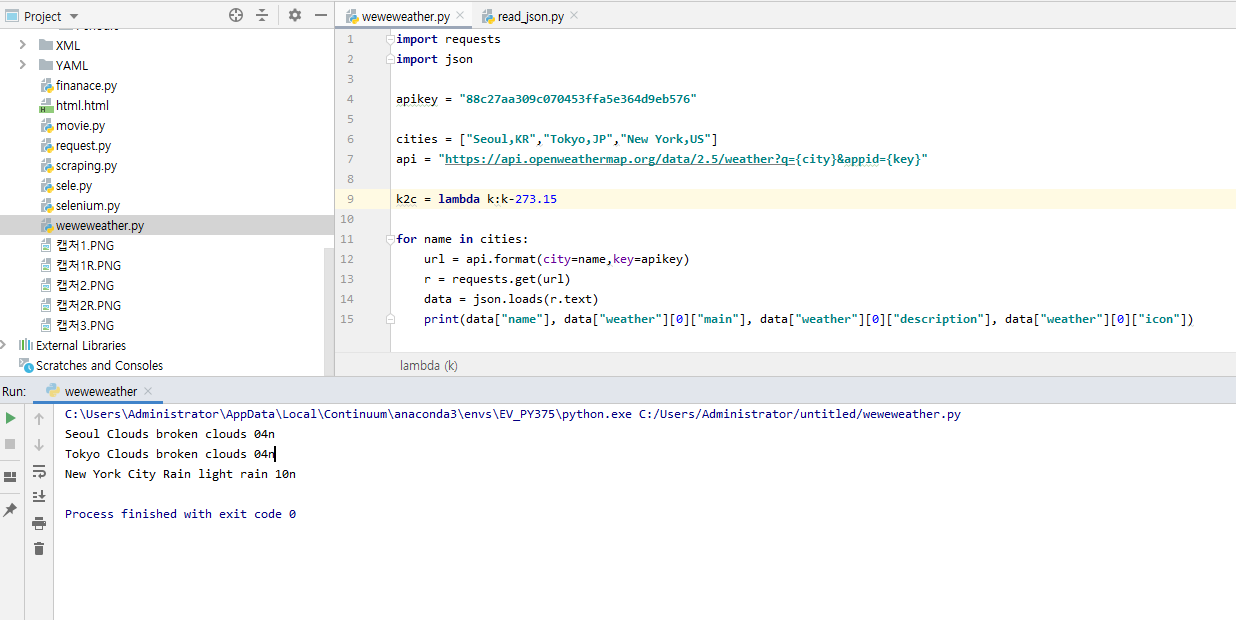 Project
weweweather.py
read_json.py
XML
YAML
finanace.py
html.html
movie.py
request.py
scraping.py
sele.py
selenium.py
weweweather.py
캡처1.PNG
캡처1R.PNG
캡처2.PNG
캡처2R.PNG
캡처3.PNG
External Libraries
Scratches and Consoles
1 import requests
2 import json
3
4 apikey = "88c27aa309c070453ffa5e364d9eb576"
5
6 cities = ["Seoul,KR","Tokyo,JP","New York,US"]
7 api = "https://api.openweathermap.org/data/2.5/weather?q={city}&appid={key}"
8
9 k2c = lambda k:k-273.15
10
11 for name in cities:
12 url = api.format(city=name,key=apikey)
13 r = requests.get(url)
14 data = json.loads(r.text)
15 print(data["name"], data["weather"][0]["main"], data["weather"][0]["description"], data["weather"][0]["icon"])
lambda (k)
Run: weweweather
C:\Users\Administrator\AppData\Local\Continuum\anaconda3\envs\EV_PY375\python.exe C:/Users/Administrator/untitled/weweweather.py
Seoul Clouds broken clouds 04n
Tokyo Clouds broken clouds 04n
New York City Rain light rain 10n
Process finished with exit code 0